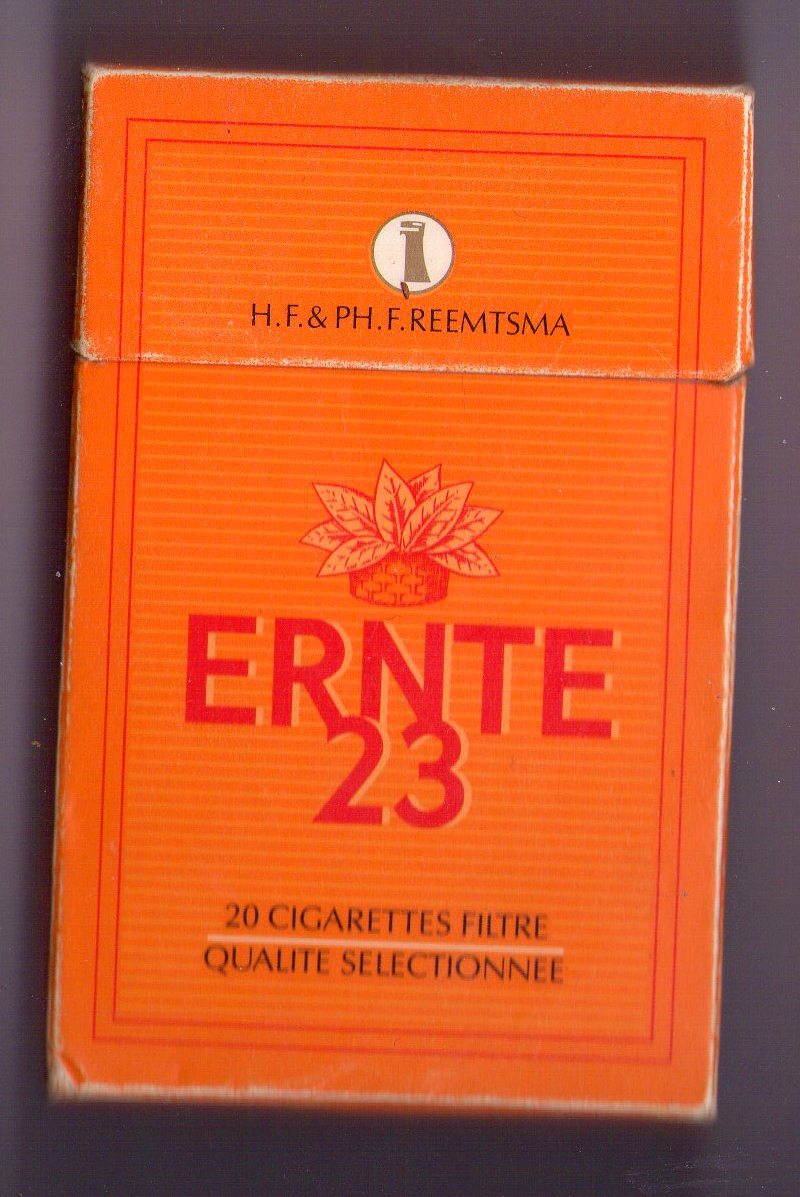 H.F. & PH.F. REEMTSMA
ERNTE
23
20 CIGARETTES FILTRE
QUALITE SELECTIONNEE